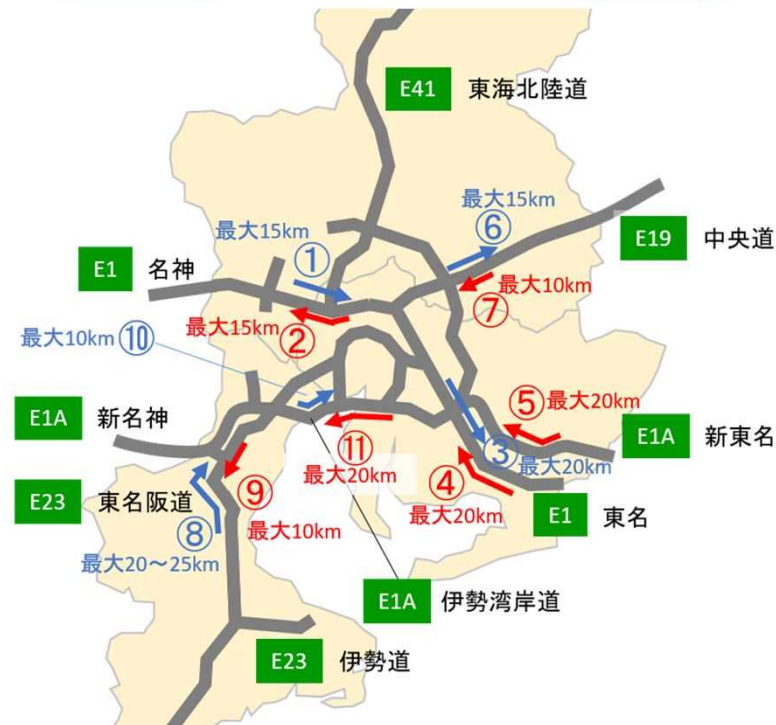 E41 東海北陸道
最大15km
⑥
最大15km
①
E19 中央道
E1 名神
最大10km
⑦
最大15km
②
最大10km ⑩
⑤ 最大20km
E1A 新名神
E1A 新東名
⑪
最大20km
③ 最大20km
④
最大20km
⑨
最大10km
E23 東名阪道
⑧
最大20～25km
E1 東名
E1A 伊勢湾岸道
E23 伊勢道